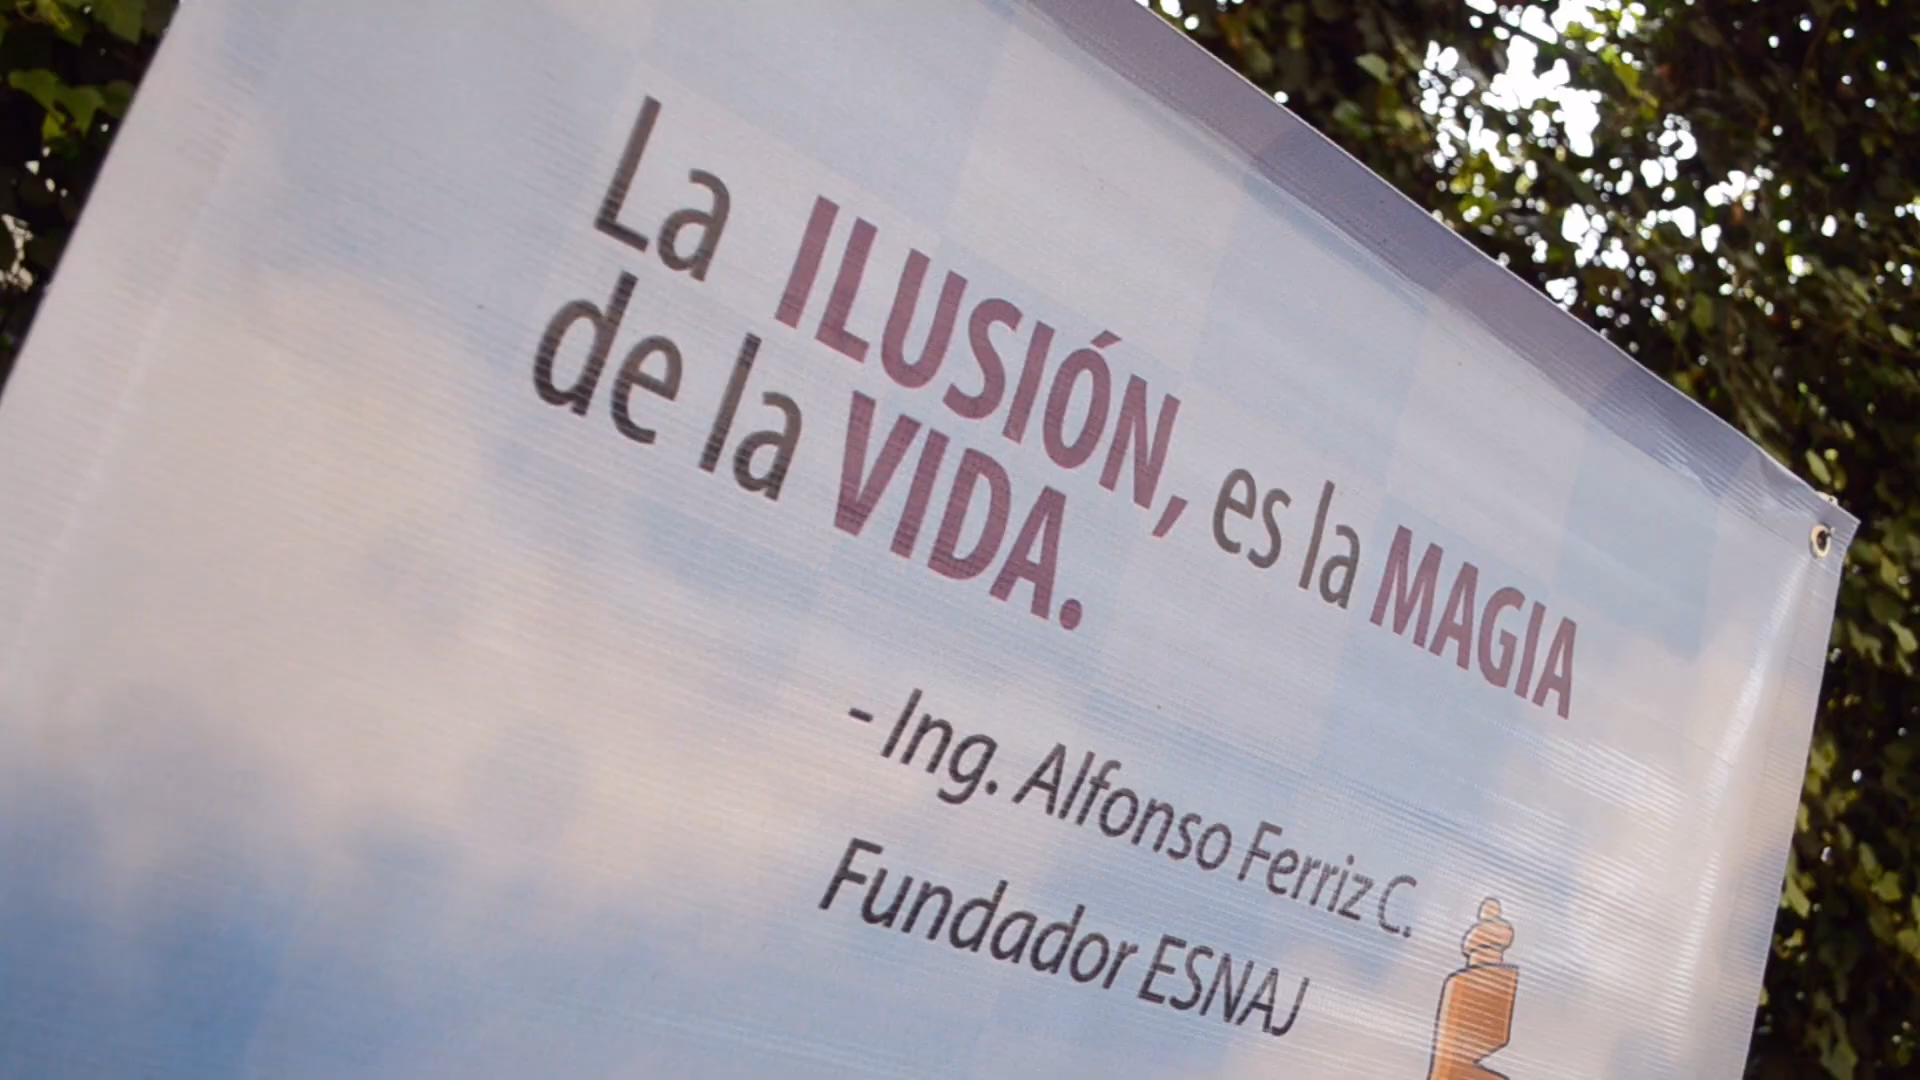 La ILUSIÓN, es la MAGIA
de la VIDA.
- Ing. Alfonso Ferriz C.
Fundador ESNAJ